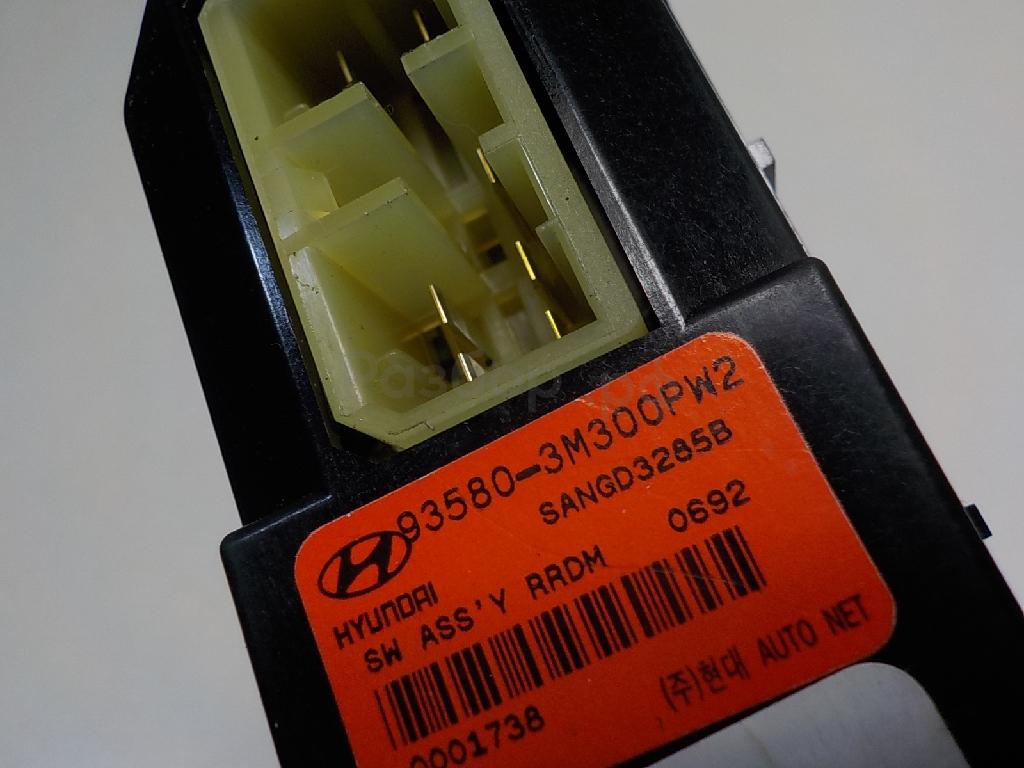 93580-3M300PW2
SANGD3285B
HYUNDAI
0692
SW ASS'Y RRDM
0001738
(주)현대 AUTO NET